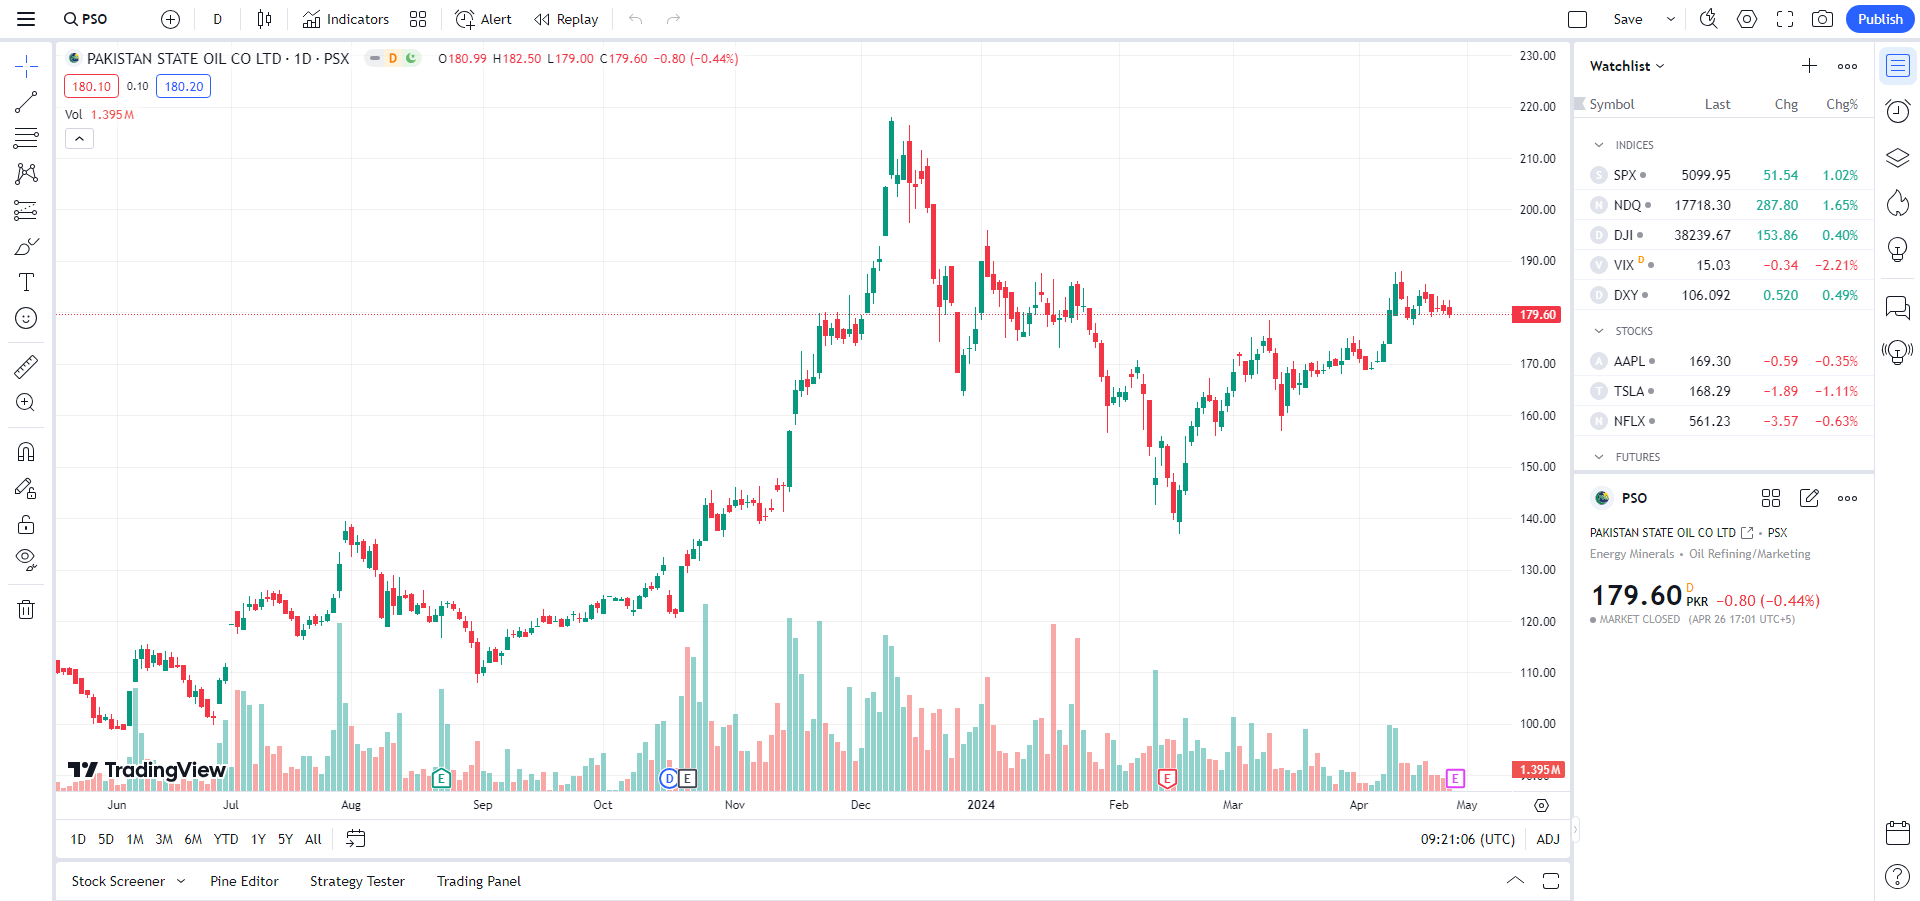 PSO D Indicators Alert Replay Save Publish
PAKISTAN STATE OIL CO LTD · 1D · PSX D O180.99 H182.50 L179.00 C179.60 −0.80 (−0.44%)
180.10 0.10 180.20
Vol 1.395M
230.00
220.00
210.00
200.00
190.00
179.60
170.00
160.00
150.00
140.00
130.00
120.00
110.00
100.00
1.395M
TradingView
E D E E E
Jun Jul Aug Sep Oct Nov Dec 2024 Feb Mar Apr May
1D 5D 1M 3M 6M YTD 1Y 5Y All 09:21:06 (UTC) ADJ
Stock Screener Pine Editor Strategy Tester Trading Panel
Watchlist
Symbol Last Chg Chg%
INDICES
S SPX 5099.95 51.54 1.02%
N NDQ 17718.30 287.80 1.65%
D DJI 38239.67 153.86 0.40%
V VIX D 15.03 −0.34 −2.21%
D DXY 106.092 0.520 0.49%
STOCKS
A AAPL 169.30 −0.59 −0.35%
T TSLA 168.29 −1.89 −1.11%
N NFLX 561.23 −3.57 −0.63%
FUTURES
PSO
PAKISTAN STATE OIL CO LTD • PSX
Energy Minerals • Oil Refining/Marketing
179.60 D PKR −0.80 (−0.44%)
MARKET CLOSED (APR 26 17:01 UTC+5)